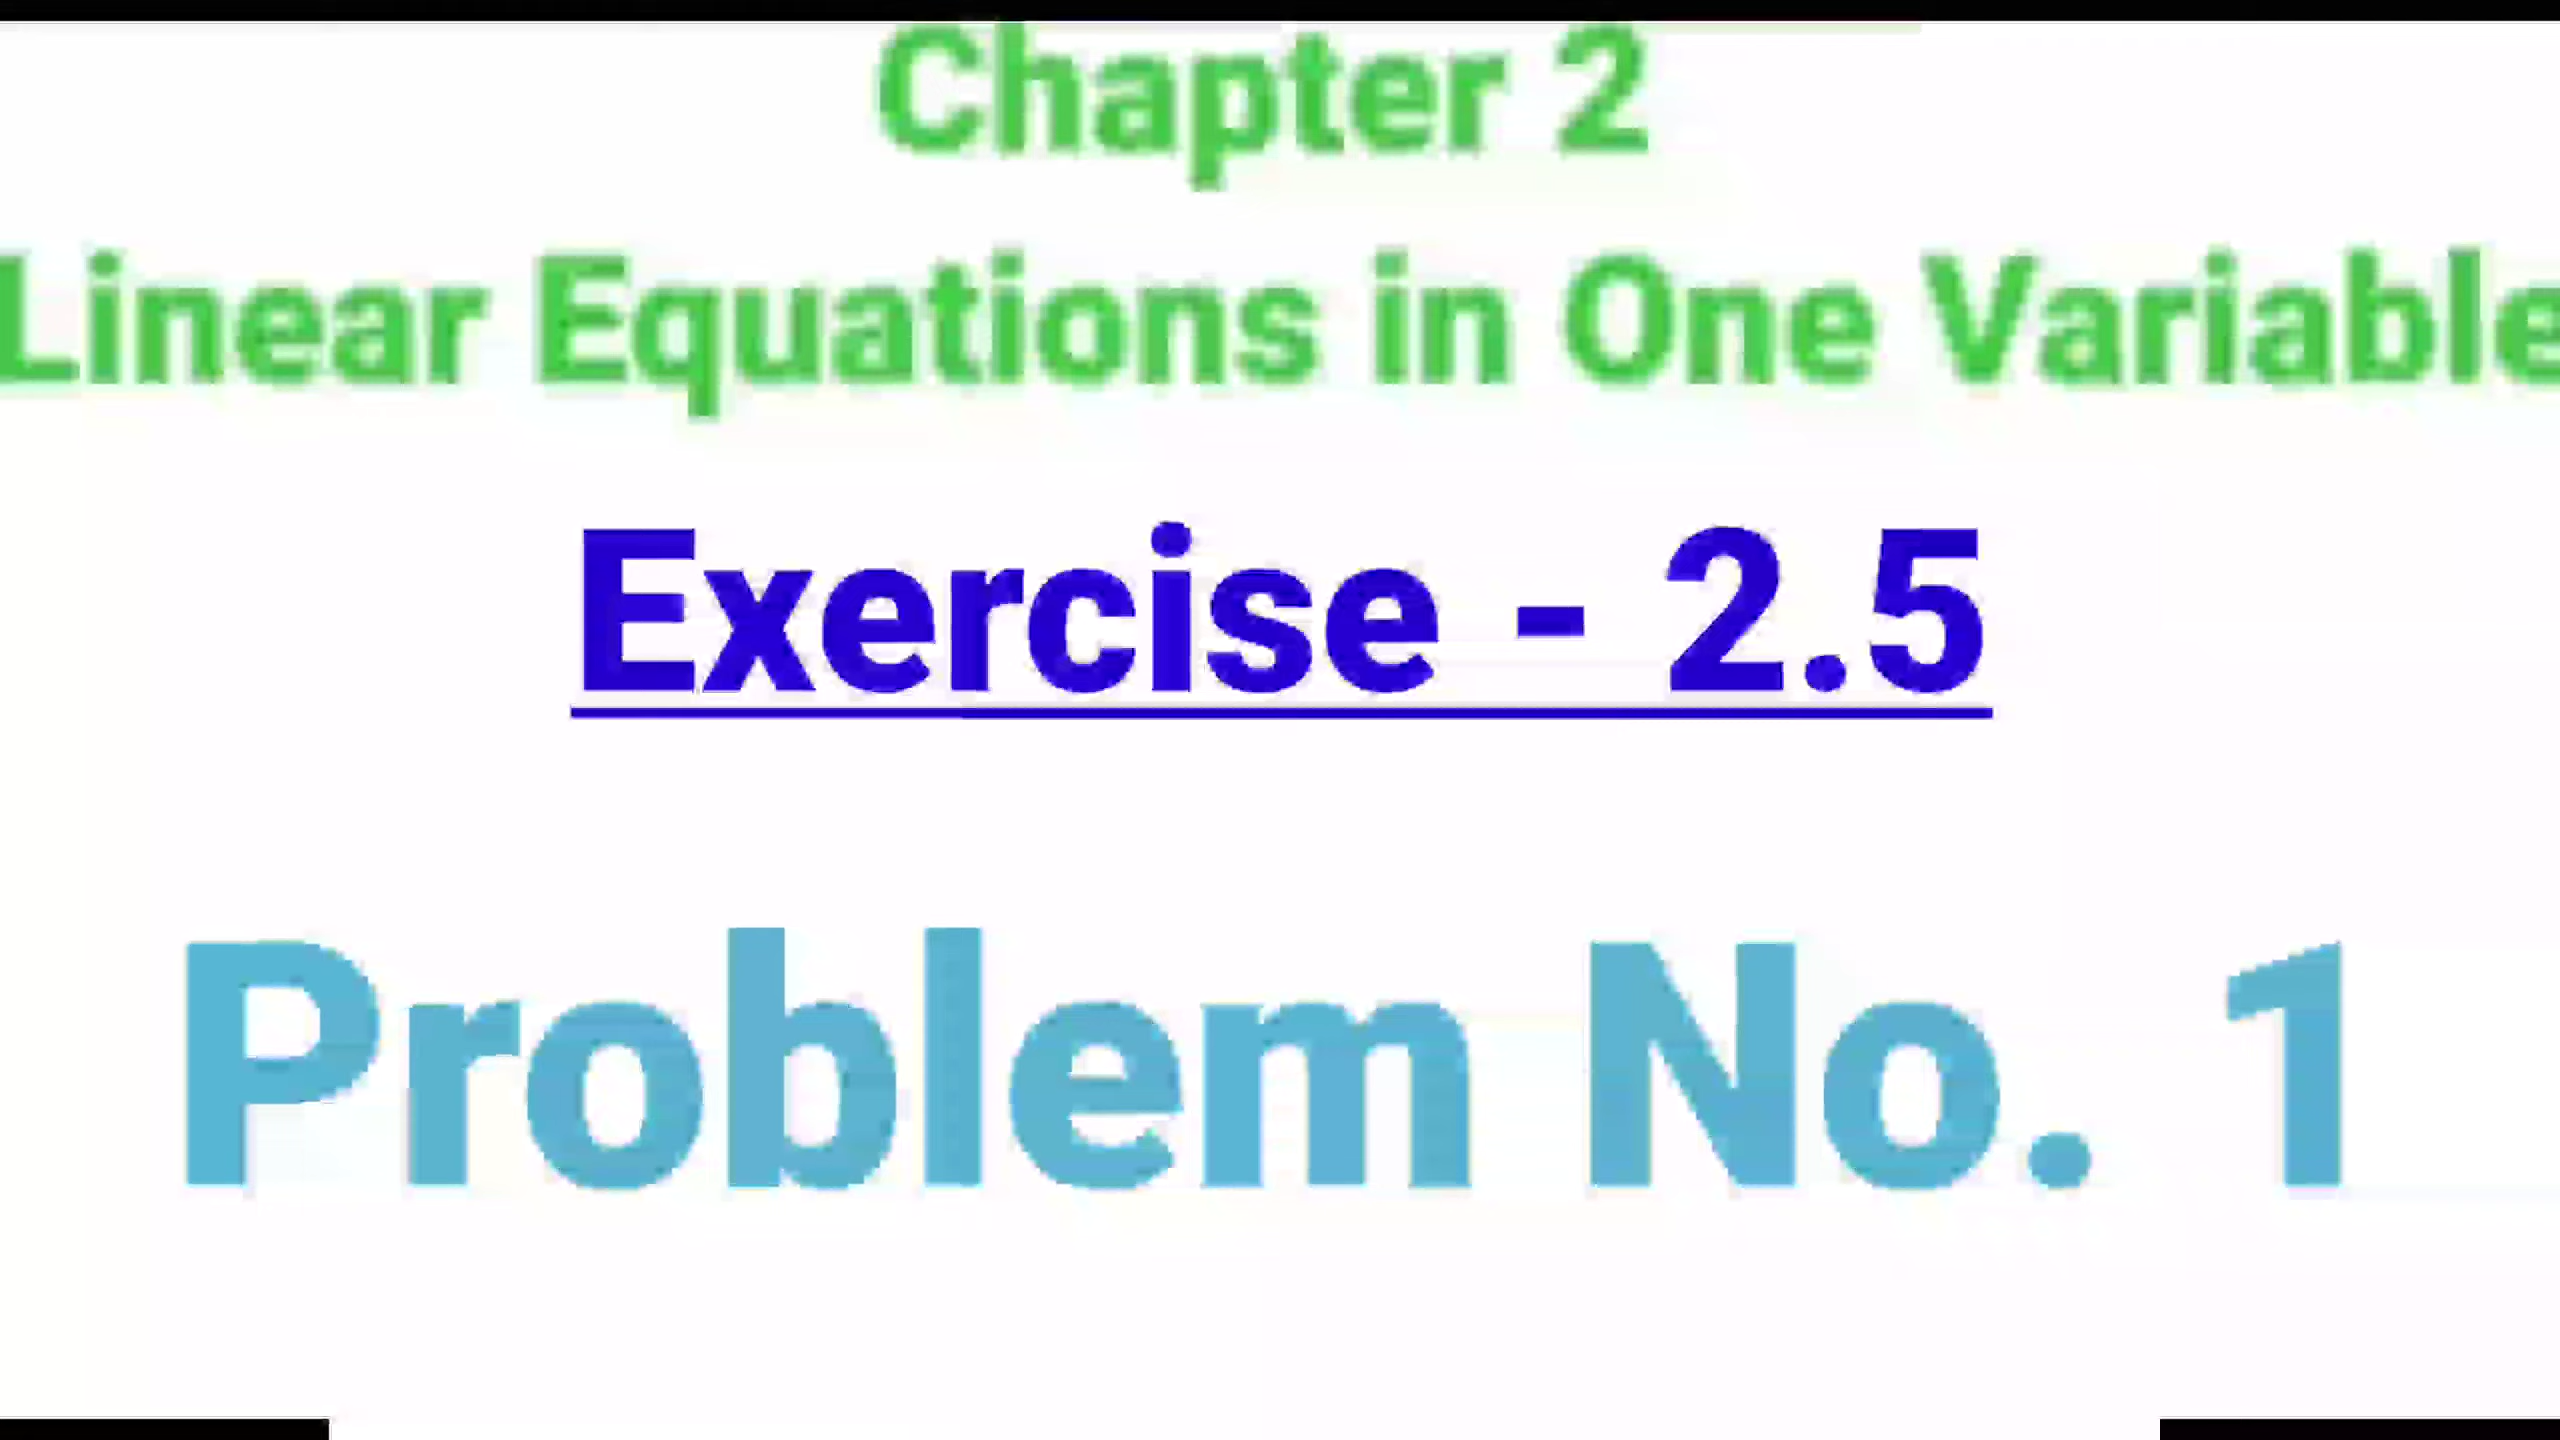 Chapter 2
Linear Equations in One Variable
Exercise - 2.5
Problem No. 1